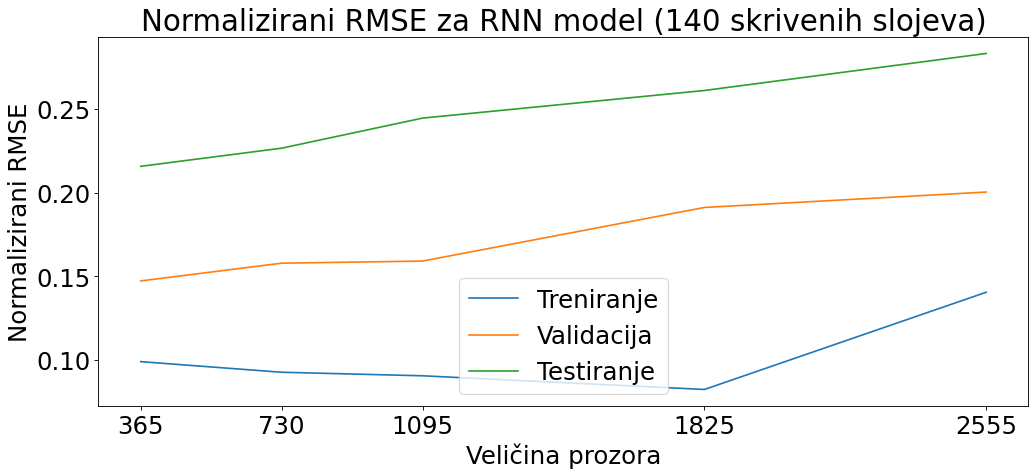 Normalizirani RMSE za RNN model (140 skrivenih slojeva)
Normalizirani RMSE
0.25
0.20
0.15
0.10
Treniranje
Validacija
Testiranje
365 730 1095 1825 2555
Veličina prozora